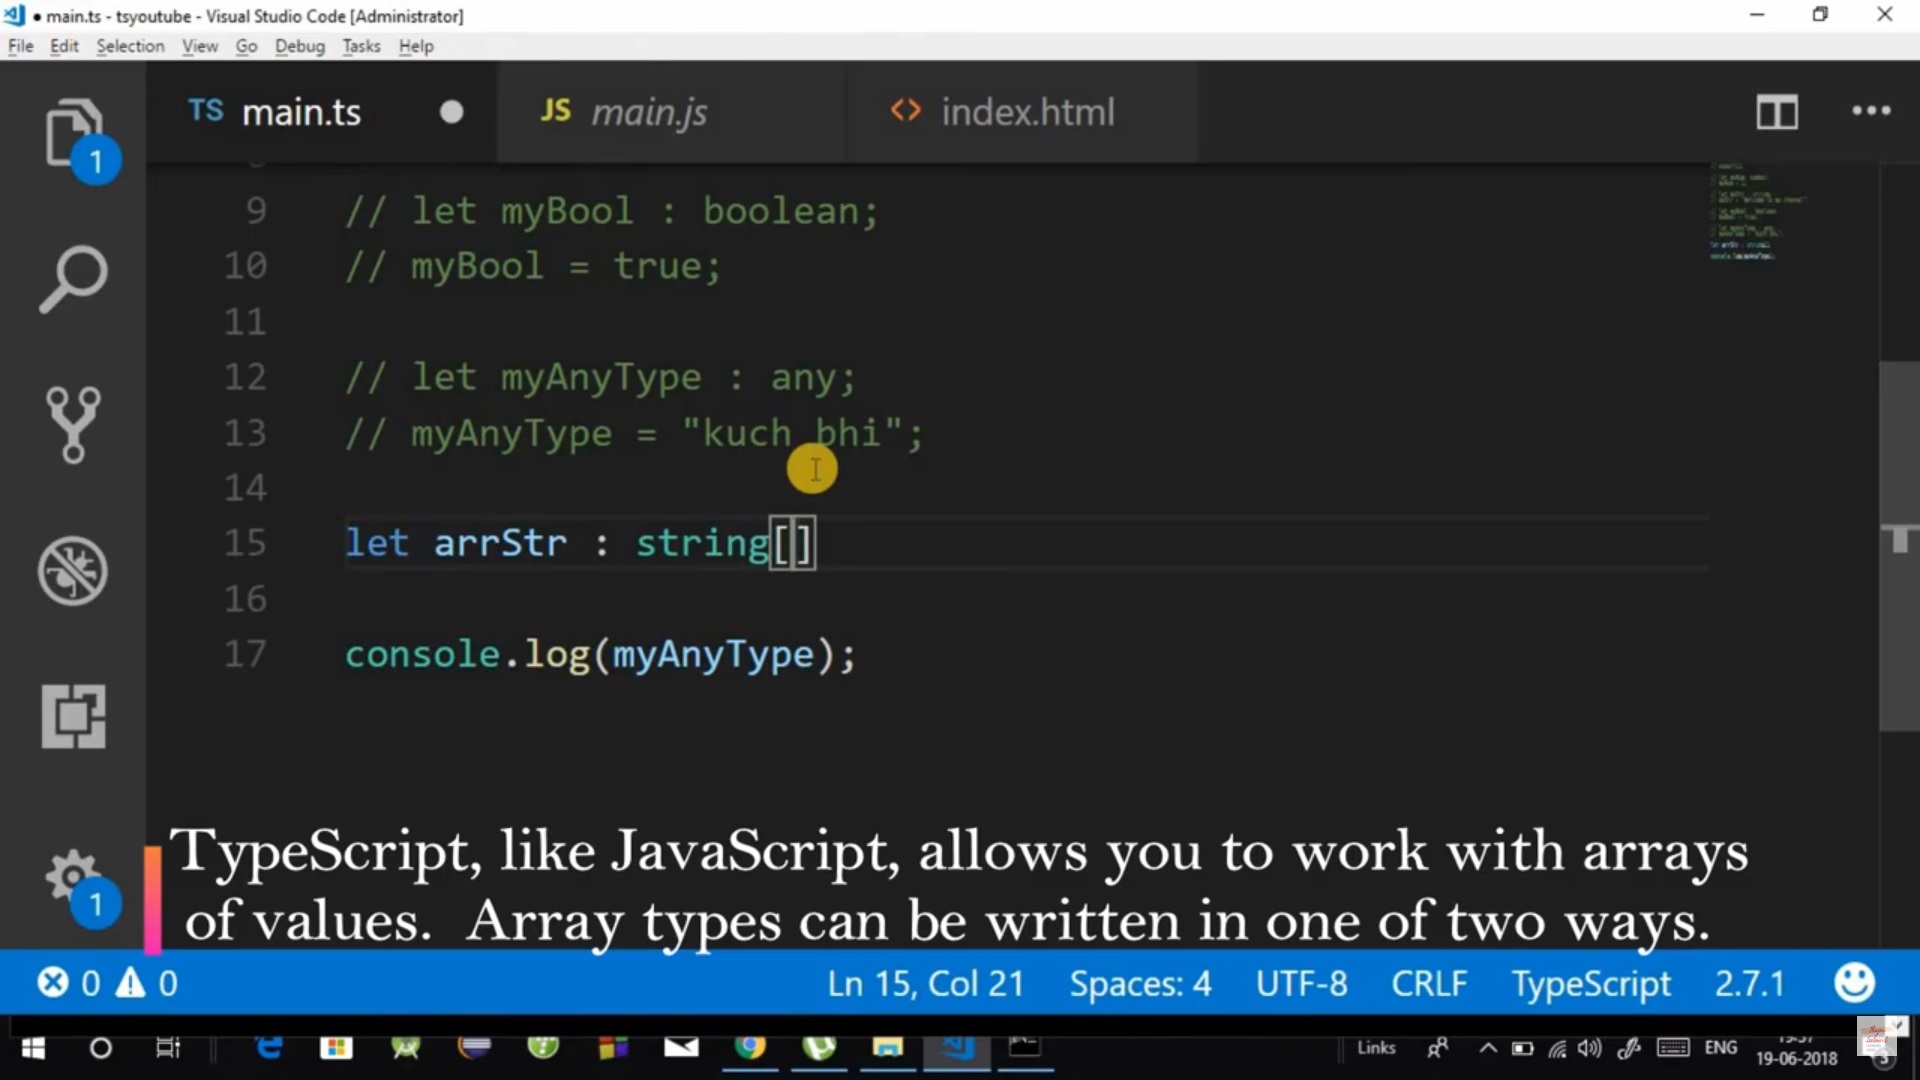 main.ts - tsyoutube - Visual Studio Code [Administrator]
File Edit Selection View Go Debug Tasks Help
TS main.ts JS main.js <> index.html
1
9 // let myBool : boolean;
10 // myBool = true;
11
12 // let myAnyType : any;
13 // myAnyType = "kuch bhi";
14
15 let arrStr : string[]
16
17 console.log(myAnyType);
TypeScript, like JavaScript, allows you to work with arrays
1
of values. Array types can be written in one of two ways.
0 0 Ln 15, Col 21 Spaces: 4 UTF-8 CRLF TypeScript 2.7.1
Links ENG
19-06-2018 3